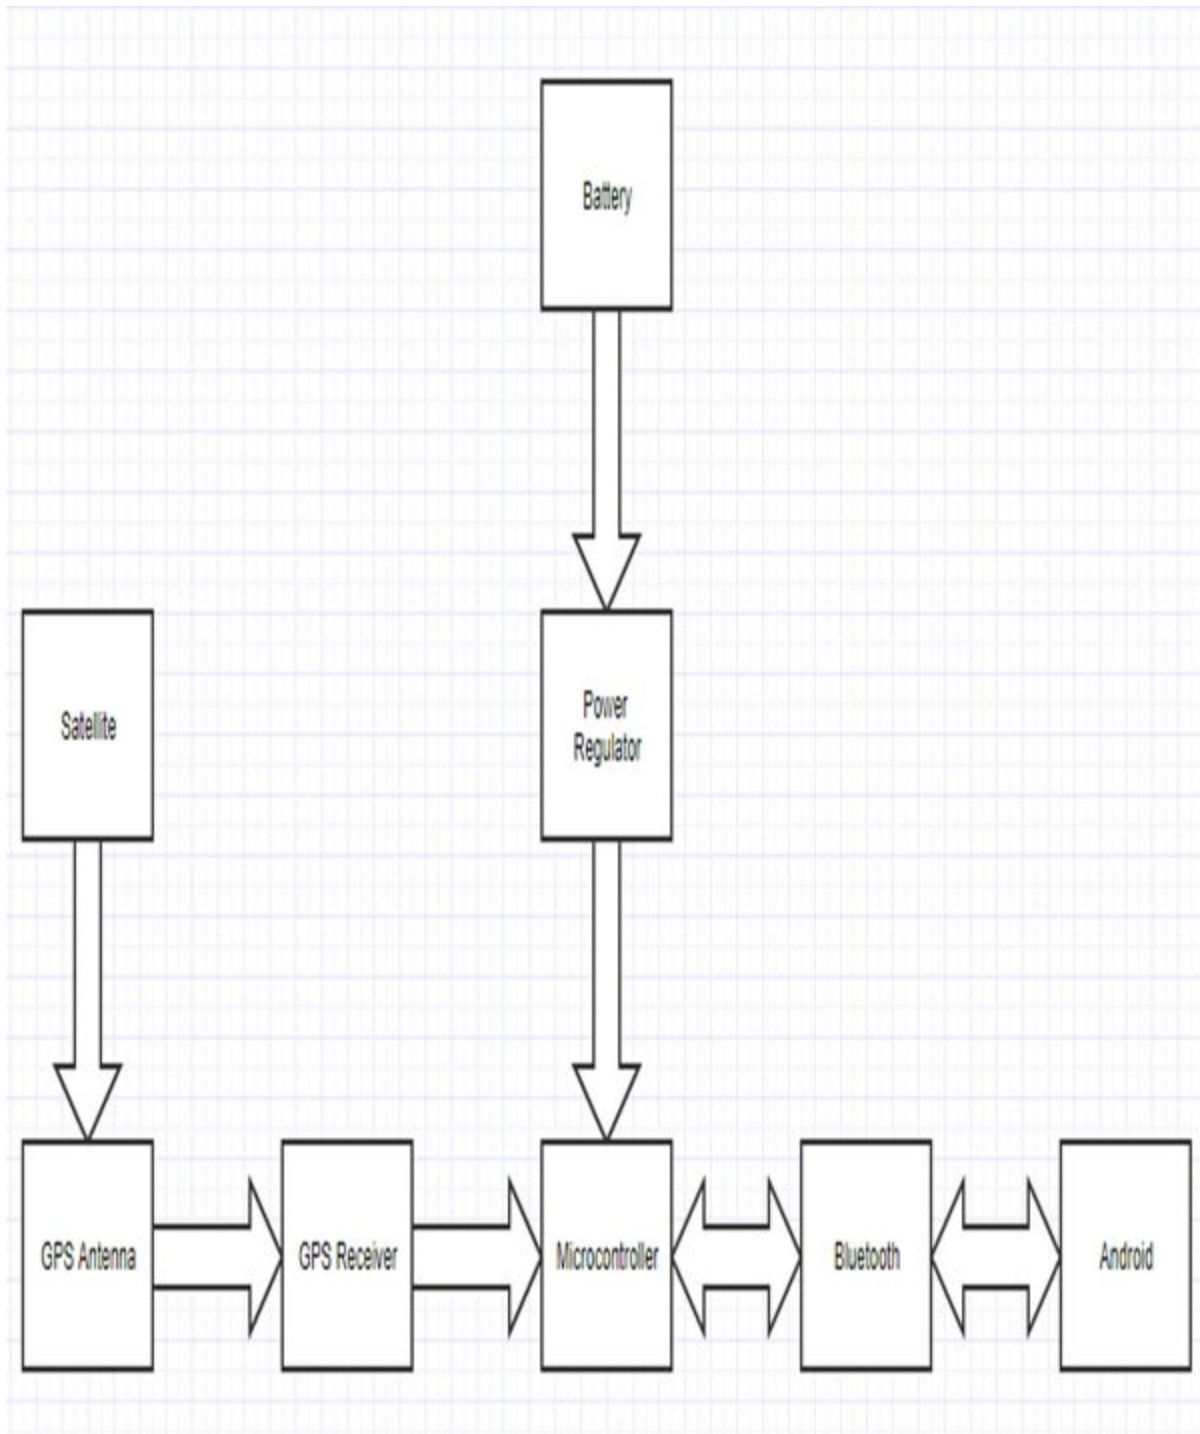 Battery
Satellite
Power
Regulator
GPS Antenna
GPS Receiver
Microcontroller
Bluetooth
Android